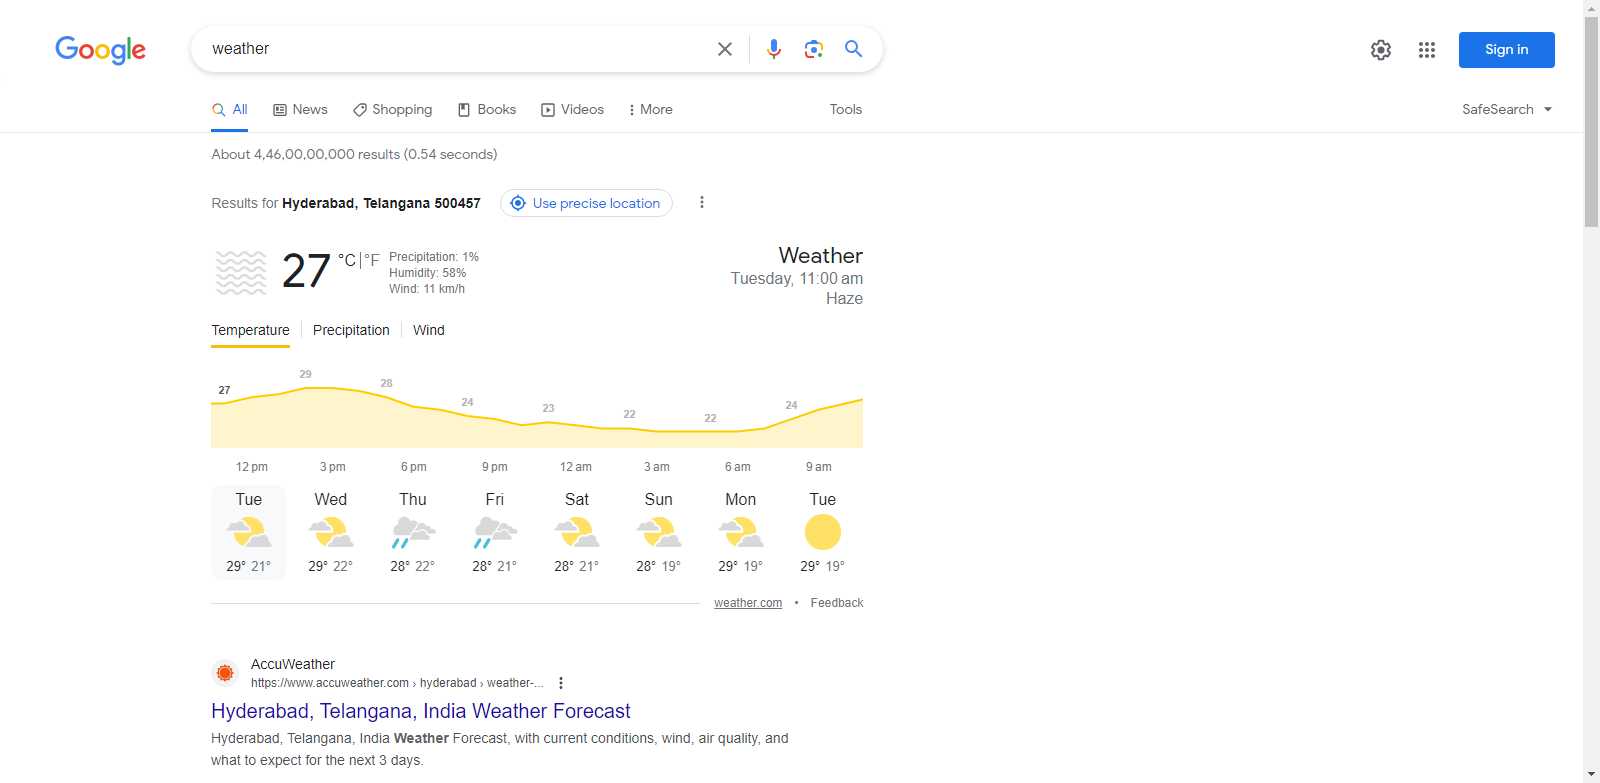 Google
weather
Sign in
All News Shopping Books Videos More Tools SafeSearch
About 4,46,00,00,000 results (0.54 seconds)
Results for Hyderabad, Telangana 500457 Use precise location
27 °C|°F
Precipitation: 1%
Humidity: 58%
Wind: 11 km/h
Weather
Tuesday, 11:00 am
Haze
Temperature Precipitation Wind
27 29 28 24 23 22 22 24
12 pm 3 pm 6 pm 9 pm 12 am 3 am 6 am 9 am
Tue Wed Thu Fri Sat Sun Mon Tue
29° 21° 29° 22° 28° 22° 28° 21° 28° 21° 28° 19° 29° 19° 29° 19°
weather.com • Feedback
AccuWeather
https://www.accuweather.com › hyderabad › weather-...
Hyderabad, Telangana, India Weather Forecast
Hyderabad, Telangana, India Weather Forecast, with current conditions, wind, air quality, and
what to expect for the next 3 days.